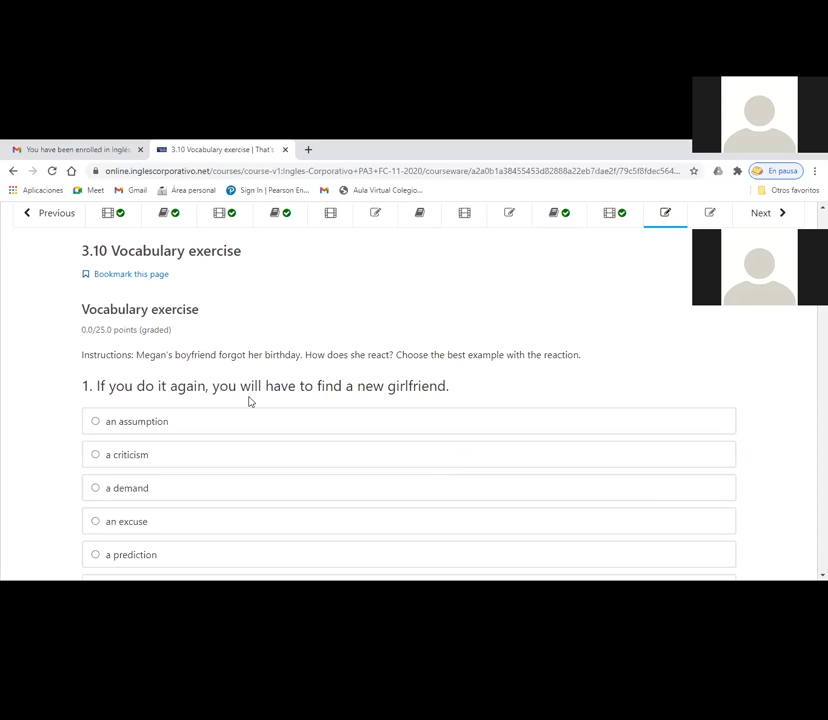 You have been enrolled in Inglés
3.10 Vocabulary exercise | That's
online.inglescorporativo.net/courses/course-v1:Ingles-Corporativo+PA3+FC-11-2020/courseware/a2a0b1a38455453d82888a22eb7dae2f/79c5f8fdec564...
En pausa
Aplicaciones
Meet
Gmail
Área personal
Sign In | Pearson En...
Aula Virtual Colegio...
Otros favoritos
Previous
Next
3.10 Vocabulary exercise
Bookmark this page
Vocabulary exercise
0.0/25.0 points (graded)
Instructions: Megan's boyfriend forgot her birthday. How does she react? Choose the best example with the reaction.
1. If you do it again, you will have to find a new girlfriend.
an assumption
a criticism
a demand
an excuse
a prediction